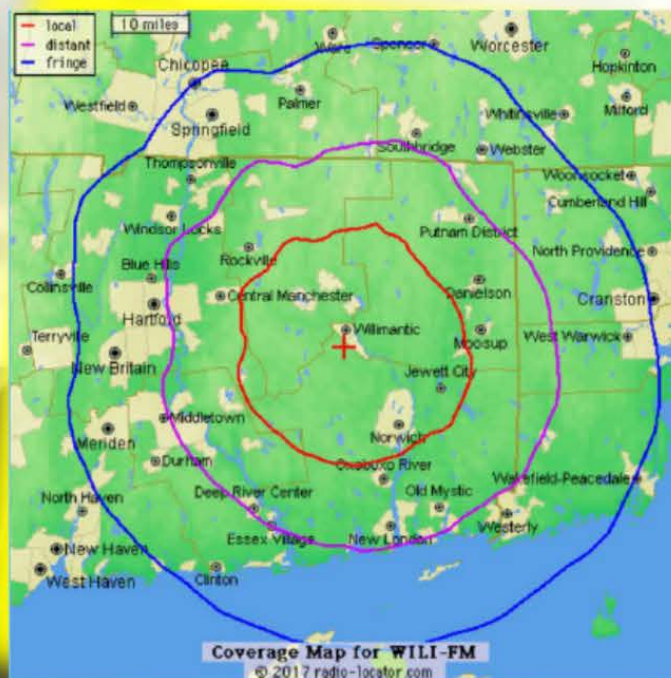 local
distant
fringe
10 miles
Ware
Spencer
Worcester
Hopkinton
Chicopee
Westfield
Palmer
Milford
Springfield
Whitinsville
Southbridge
Webster
Thompsonville
Woonsocket
Cumberland Hill
Windsor Locks
Putnam District
Rockville
North Providence
Blue Hills
Collinsville
Danielson
Central Manchester
Cranston
Hartford
Willimantic
Moosup
West Warwick
Terryville
New Britain
Jewett City
Middletown
Meriden
Norwich
Durham
Oxoboxo River
Wakefield-Peacedale
Deep River Center
Old Mystic
North Haven
Westerly
Essex Village
New London
New Haven
West Haven
Clinton
Coverage Map for WILI-FM
© 2017 radio-locator.com